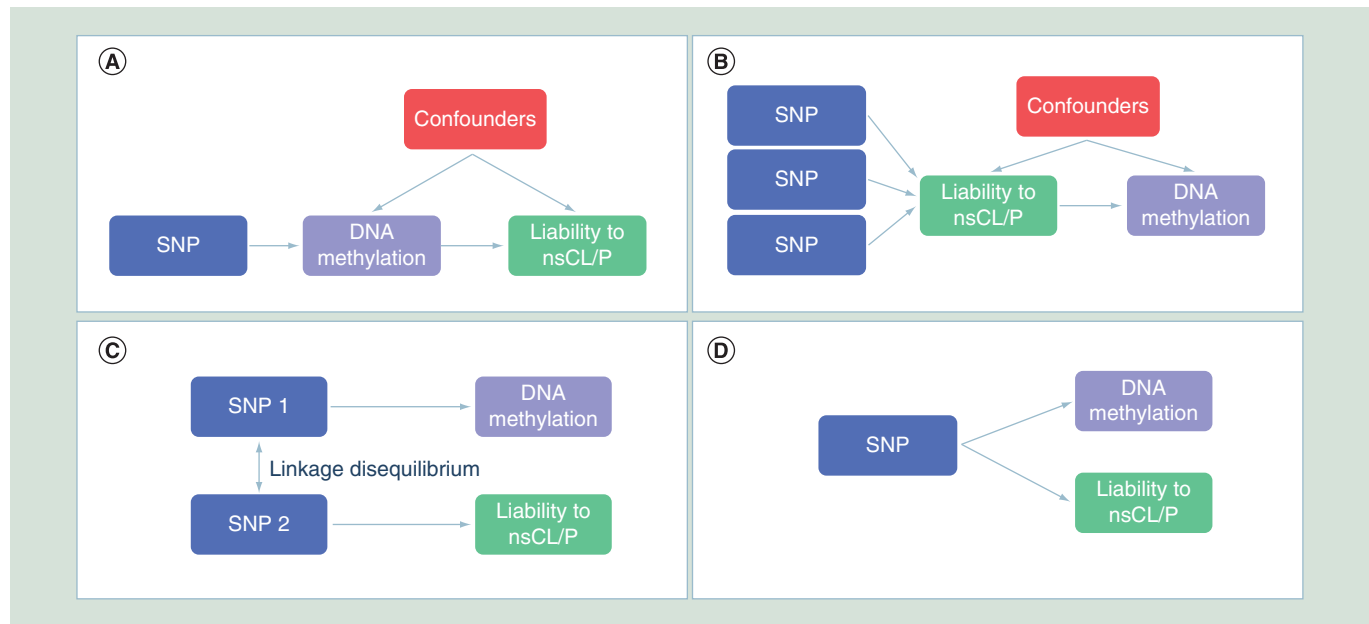 A
Confounders
SNP
DNA
methylation
Liability to
nsCL/P
B
SNP
SNP
SNP
Confounders
Liability to
nsCL/P
DNA
methylation
C
SNP 1
DNA
methylation
Linkage disequilibrium
SNP 2
Liability to
nsCL/P
D
SNP
DNA
methylation
Liability to
nsCL/P